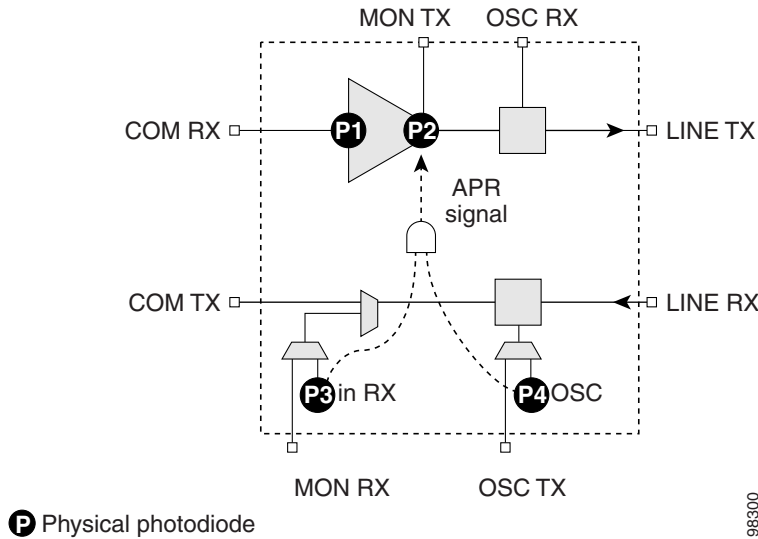 MON TX
OSC RX
COM RX
P1
P2
LINE TX
APR
signal
COM TX
LINE RX
P3 in RX
P4 OSC
MON RX
OSC TX
P Physical photodiode
98300